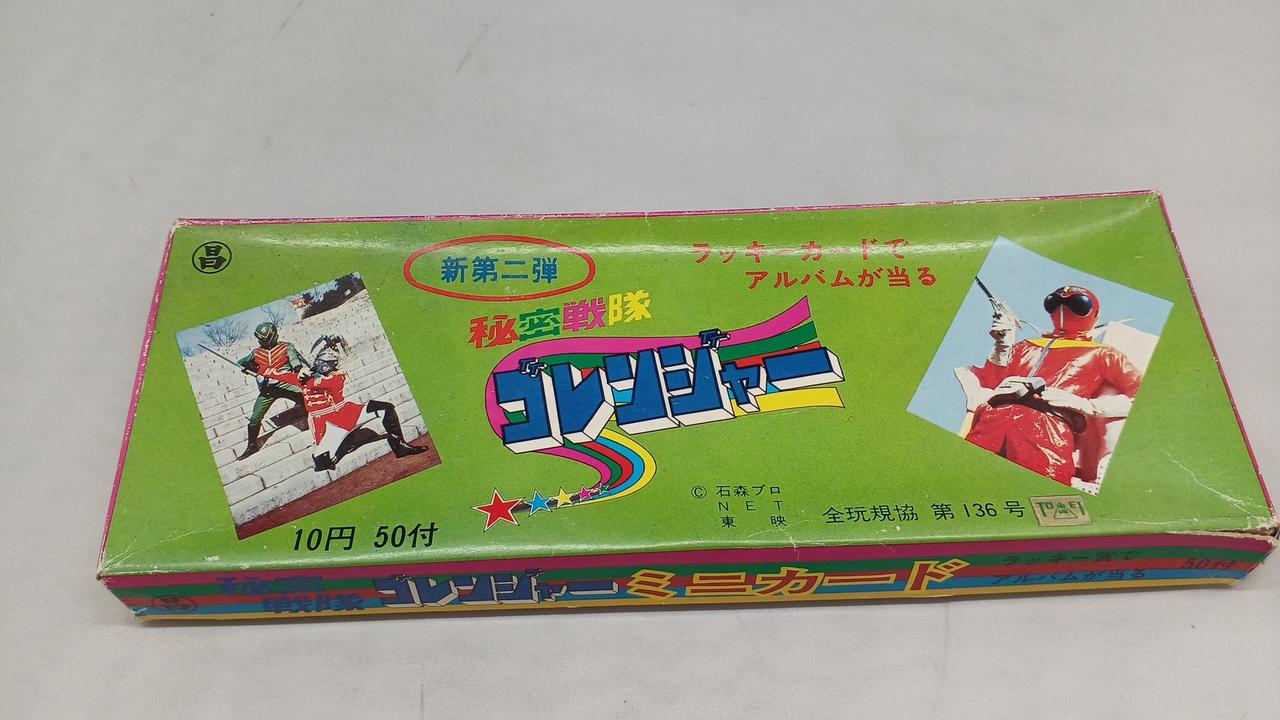 昌
新第二弾
ラッキーカードで
アルバムが当る
秘密戦隊
ゴレンジャー
© 石森プロ
NET
東映
10円 50付
全玩規協 第136号
TOEI
昌
秘密戦隊
ゴレンジャーミニカード
ラッキー賞で
アルバムが当る
50付